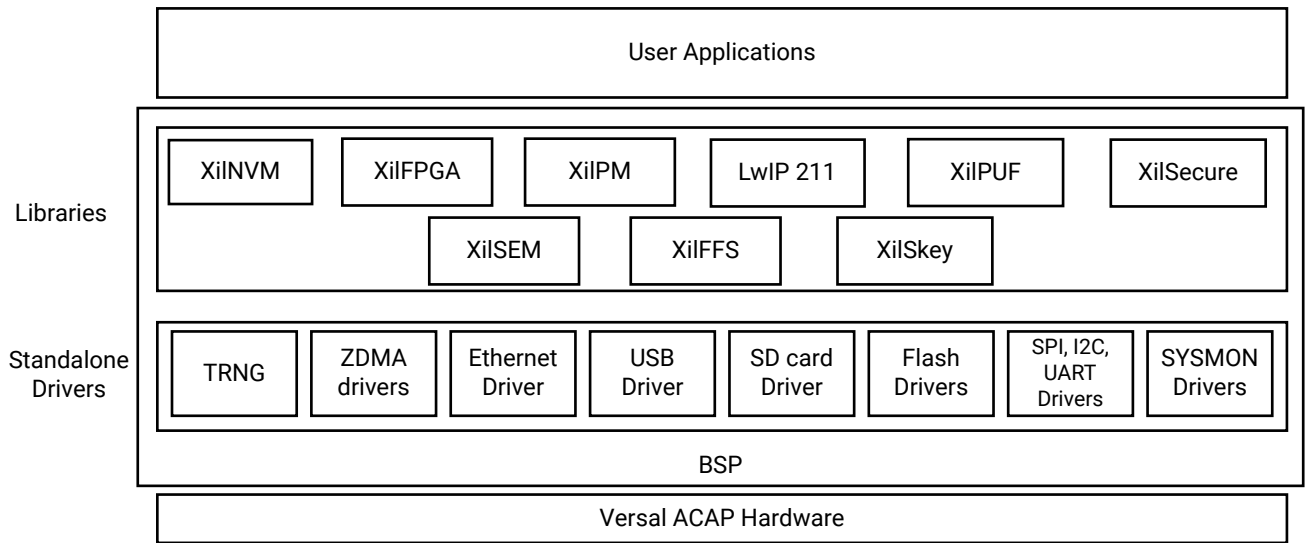 User Applications
XilNVM
XilFPGA
XilPM
LwIP 211
XilPUF
XilSecure
Libraries
XilSEM
XilFFS
XilSkey
Standalone
Drivers
TRNG
ZDMA
drivers
Ethernet
Driver
USB
Driver
SD card
Driver
Flash
Drivers
SPI, I2C,
UART
Drivers
SYSMON
Drivers
BSP
Versal ACAP Hardware